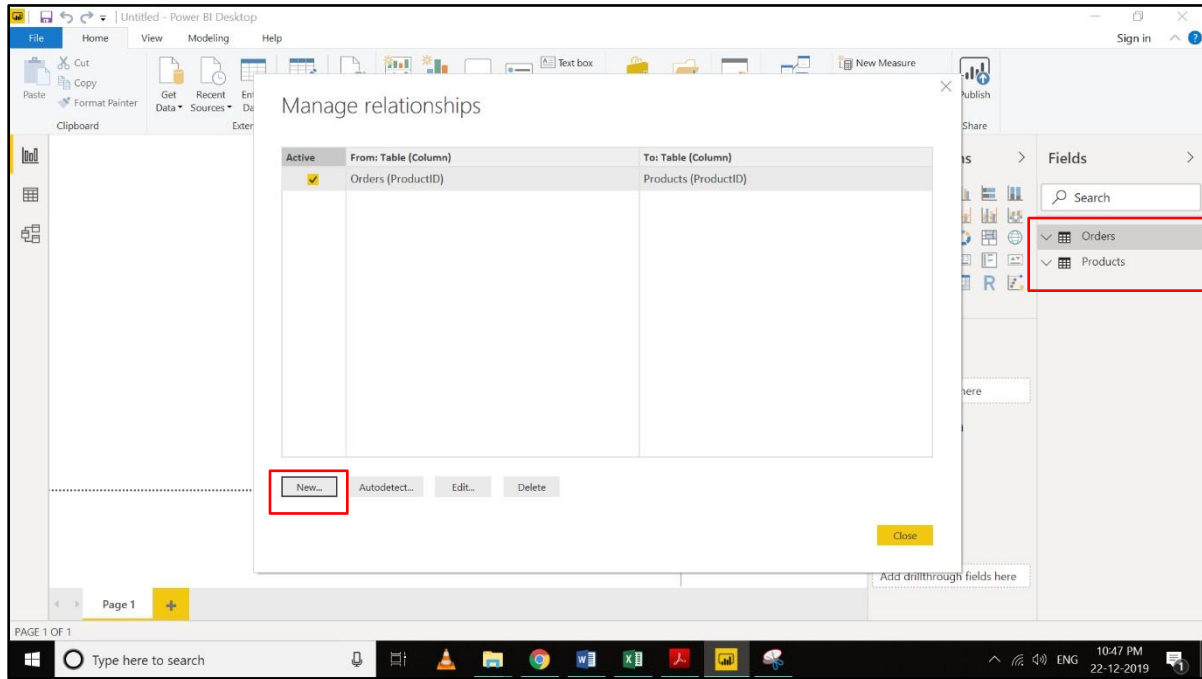 Untitled - Power BI Desktop
File Home View Modeling Help Sign in
Cut
Copy
Format Painter
Paste
Clipboard
Get Data
Recent Sources
Text box
New Measure
Share
Manage relationships
Active From: Table (Column) To: Table (Column)
Orders (ProductID) Products (ProductID)
New... Autodetect... Edit... Delete
Close
Fields
Search
Orders
Products
R
here
Add drillthrough fields here
Page 1
PAGE 1 OF 1
Type here to search
ENG
10:47 PM
22-12-2019
1